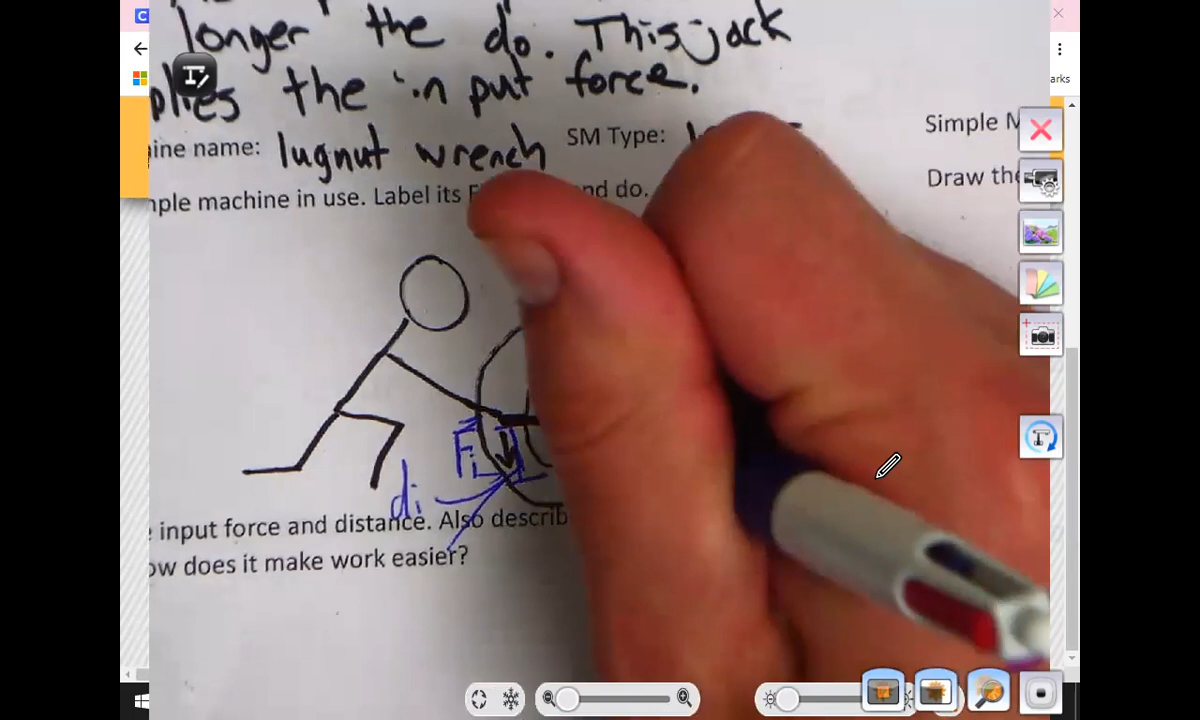 longer the do. This jack
plies the in put force.
ine name: lugnut wrench SM Type:
Simple M
nple machine in use. Label its F nd do.
Draw the
Fi
di
input force and distance. Also describ
ow does it make work easier?
arks